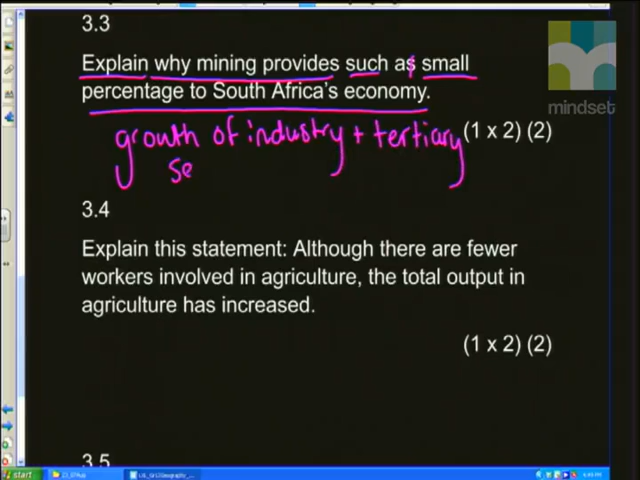 3.3
Explain why mining provides such as small
percentage to South Africa's economy.
growth of industry + tertiary
(1 x 2) (2)
se
3.4
Explain this statement: Although there are fewer
workers involved in agriculture, the total output in
agriculture has increased.
(1 x 2) (2)
3.5
mindset
start